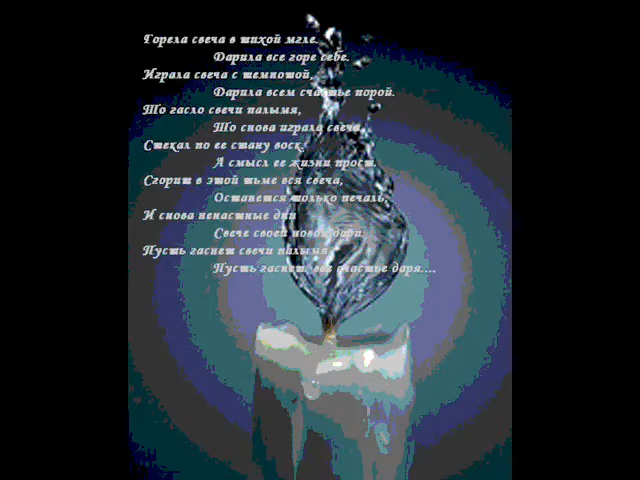 Горела свеча в тихой мгле.
Дарила все горе себе.
Играла свеча с темнотой,
Дарила всем счастье порой.
То гасло свечи палымя,
То снова играла свеча,
Стекал по ее стану воск,
А смысл ее жизни прост.
Сгорит в этой тьме вся свеча,
Останется только печаль,
И снова ненастные дни
Свече своей новой дари.
Пусть гаснет свечи палымя,
Пусть гаснет, все счастье даря....